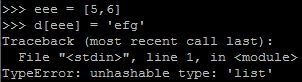 >>> eee = [5,6]
>>> d[eee] = 'efg'
Traceback (most recent call last):
  File "<stdin>", line 1, in <module>
TypeError: unhashable type: 'list'